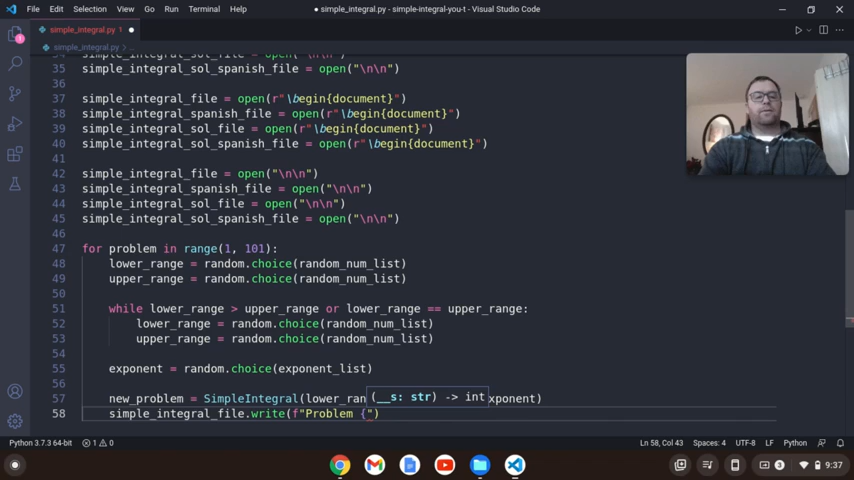 File Edit Selection View Go Run Terminal Help
● simple_integral.py - simple-integral-you-t - Visual Studio Code
simple_integral.py 1 ●
simple_integral.py > ...
35 simple_integral_sol_spanish_file = open("\n\n")
36
37 simple_integral_file = open(r"\begin{document}")
38 simple_integral_spanish_file = open(r"\begin{document}")
39 simple_integral_sol_file = open(r"\begin{document}")
40 simple_integral_sol_spanish_file = open(r"\begin{document}")
41
42 simple_integral_file = open("\n\n")
43 simple_integral_spanish_file = open("\n\n")
44 simple_integral_sol_file = open("\n\n")
45 simple_integral_sol_spanish_file = open("\n\n")
46
47 for problem in range(1, 101):
48 lower_range = random.choice(random_num_list)
49 upper_range = random.choice(random_num_list)
50
51 while lower_range > upper_range or lower_range == upper_range:
52 lower_range = random.choice(random_num_list)
53 upper_range = random.choice(random_num_list)
54
55 exponent = random.choice(exponent_list)
56
(__s: str) -> int
57 new_problem = SimpleIntegral(lower_ran exponent)
58 simple_integral_file.write(f"Problem {")
Python 3.7.3 64-bit 1 0
Ln 58, Col 43 Spaces: 4 UTF-8 LF Python
3 9:37